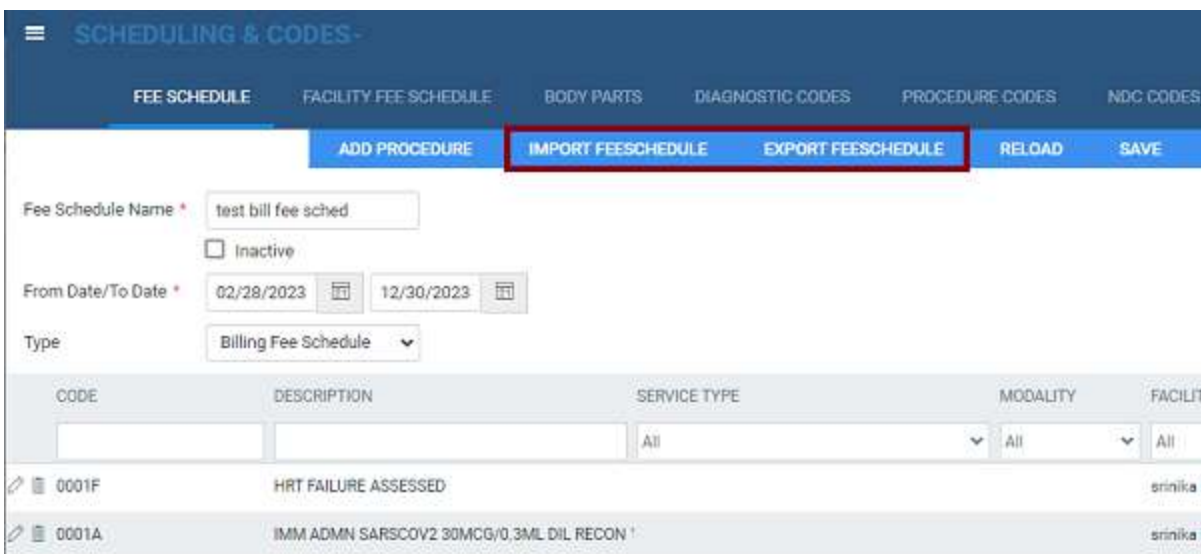 SCHEDULING & CODES
FEE SCHEDULE FACILITY FEE SCHEDULE BODY PARTS DIAGNOSTIC CODES PROCEDURE CODES NDC CODES
ADD PROCEDURE IMPORT FEESCHEDULE EXPORT FEESCHEDULE RELOAD SAVE
Fee Schedule Name * test bill fee sched
Inactive
From Date/To Date * 02/28/2023 12/30/2023
Type Billing Fee Schedule
CODE DESCRIPTION SERVICE TYPE MODALITY FACILIT
All All All
0001F HRT FAILURE ASSESSED srinika
0001A IMM ADMN SARSCOV2 30MCG/0.3ML DIL RECON srinika